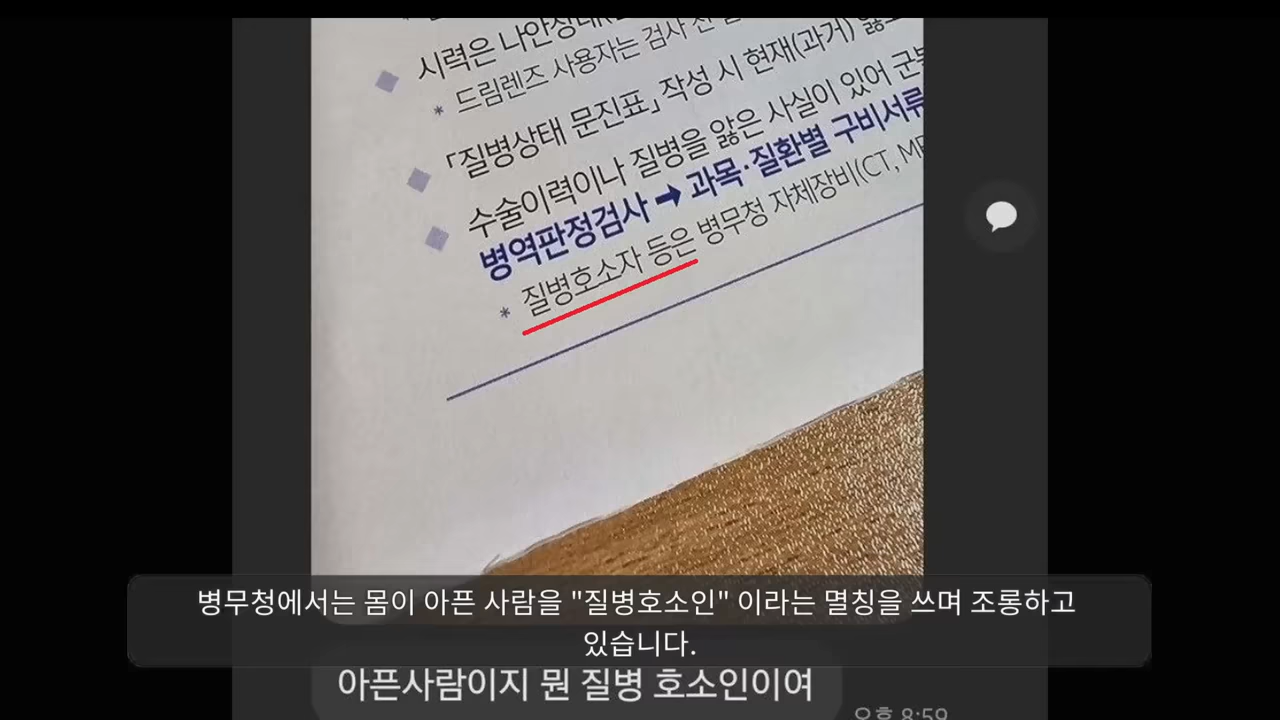 시력은 나안상태
* 드림렌즈 사용자는 검사 전
「질병상태 문진표」 작성 시 현재(과거)
수술이력이나 질병을 앓은 사실이 있어
병역판정검사 ➡ 과목·질환별 구비서류
* 질병호소자 등은 병무청 자체장비(CT,
병무청에서는 몸이 아픈 사람을 "질병호소인" 이라는 멸칭을 쓰며 조롱하고
있습니다.
아픈사람이지 뭔 질병 호소인이여
오후 8:59